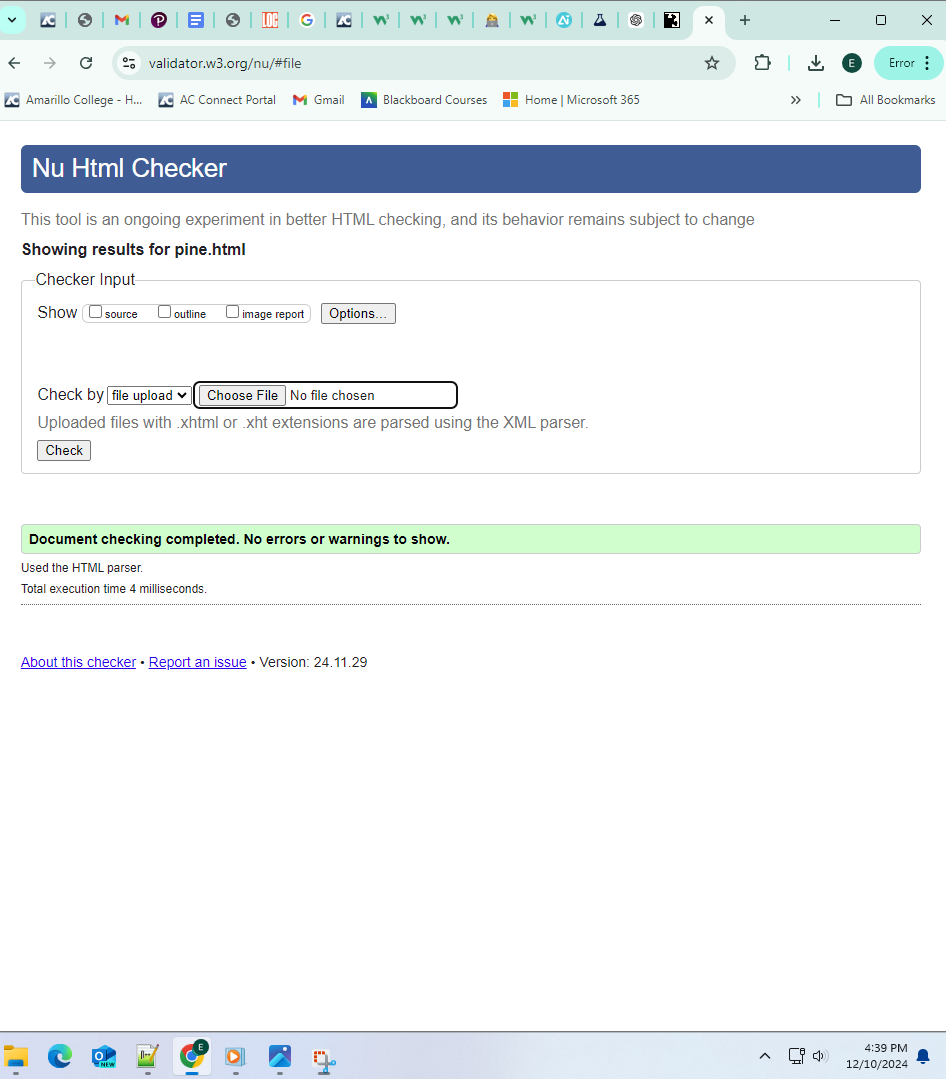 validator.w3.org/nu/#file
E
Error
Amarillo College - H...
AC Connect Portal
Gmail
Blackboard Courses
Home | Microsoft 365
All Bookmarks
Nu Html Checker
This tool is an ongoing experiment in better HTML checking, and its behavior remains subject to change
Showing results for pine.html
Checker Input
Show source outline image report Options...
Check by file upload Choose File No file chosen
Uploaded files with .xhtml or .xht extensions are parsed using the XML parser.
Check
Document checking completed. No errors or warnings to show.
Used the HTML parser.
Total execution time 4 milliseconds.
About this checker • Report an issue • Version: 24.11.29
4:39 PM
12/10/2024